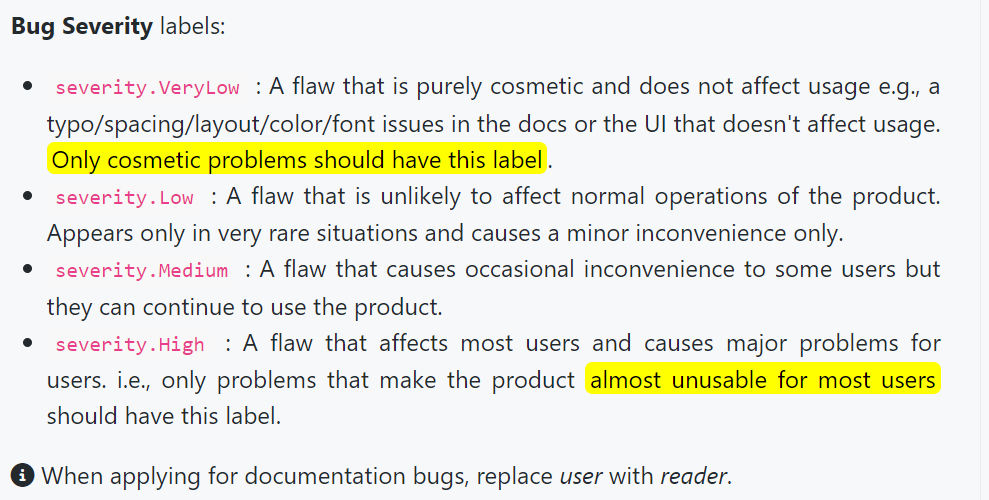 Bug Severity labels:
severity.VeryLow : A flaw that is purely cosmetic and does not affect usage e.g., a
typo/spacing/layout/color/font issues in the docs or the UI that doesn't affect usage.
Only cosmetic problems should have this label.
severity.Low : A flaw that is unlikely to affect normal operations of the product.
Appears only in very rare situations and causes a minor inconvenience only.
severity.Medium : A flaw that causes occasional inconvenience to some users but
they can continue to use the product.
severity.High : A flaw that affects most users and causes major problems for
users. i.e., only problems that make the product almost unusable for most users
should have this label.
When applying for documentation bugs, replace user with reader.